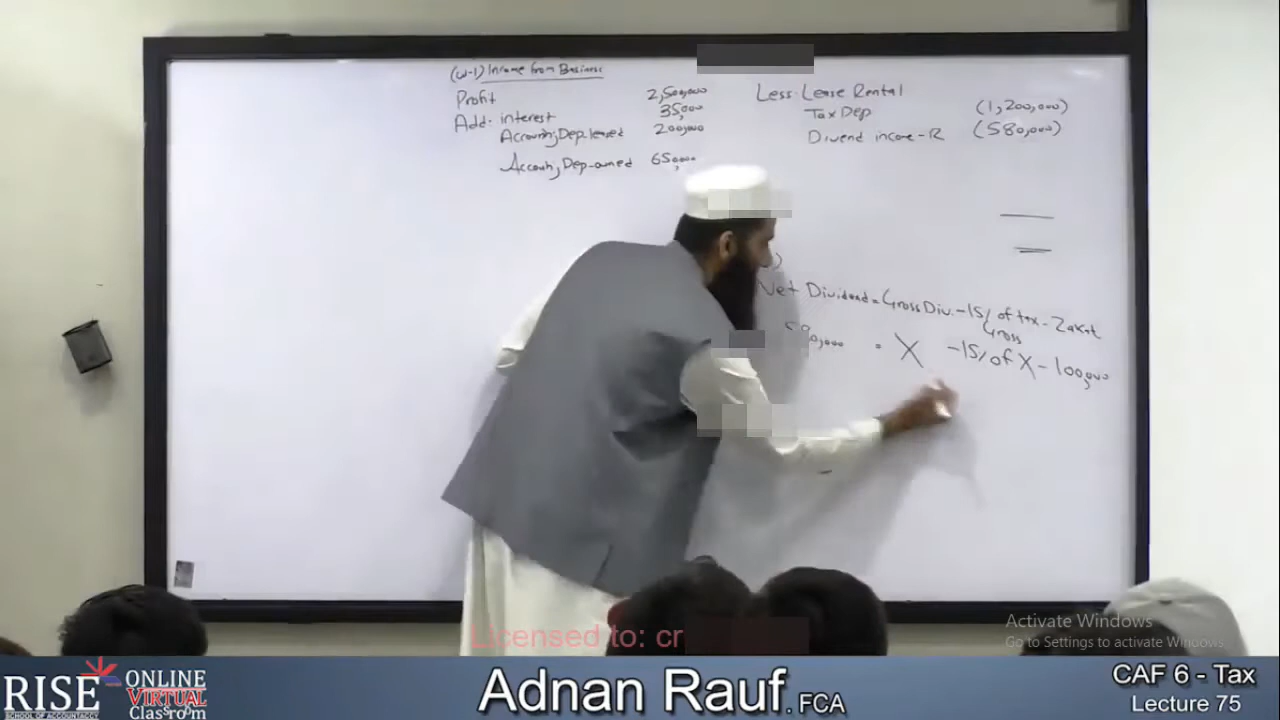 (W-1) Income from Business
Profit 2,500,000
Add: interest 35,000
Accounting Dep. leased 200,000
Accounting Dep-owned 65
Less: Lease Rental
Tax Dep (1,200,000)
Divend income-R (580,000)
Net Dividend = Gross Div. - 15% of tax - Zakat
Gross
580,000 = X - 15% of X - 100,000
Licensed to: cr
Activate Windows
Go to Settings to activate Windows.
RISE
SCHOOL OF ACCOUNTANCY
ONLINE
VIRTUAL
Classroom
Adnan Rauf. FCA
CAF 6 - Tax
Lecture 75